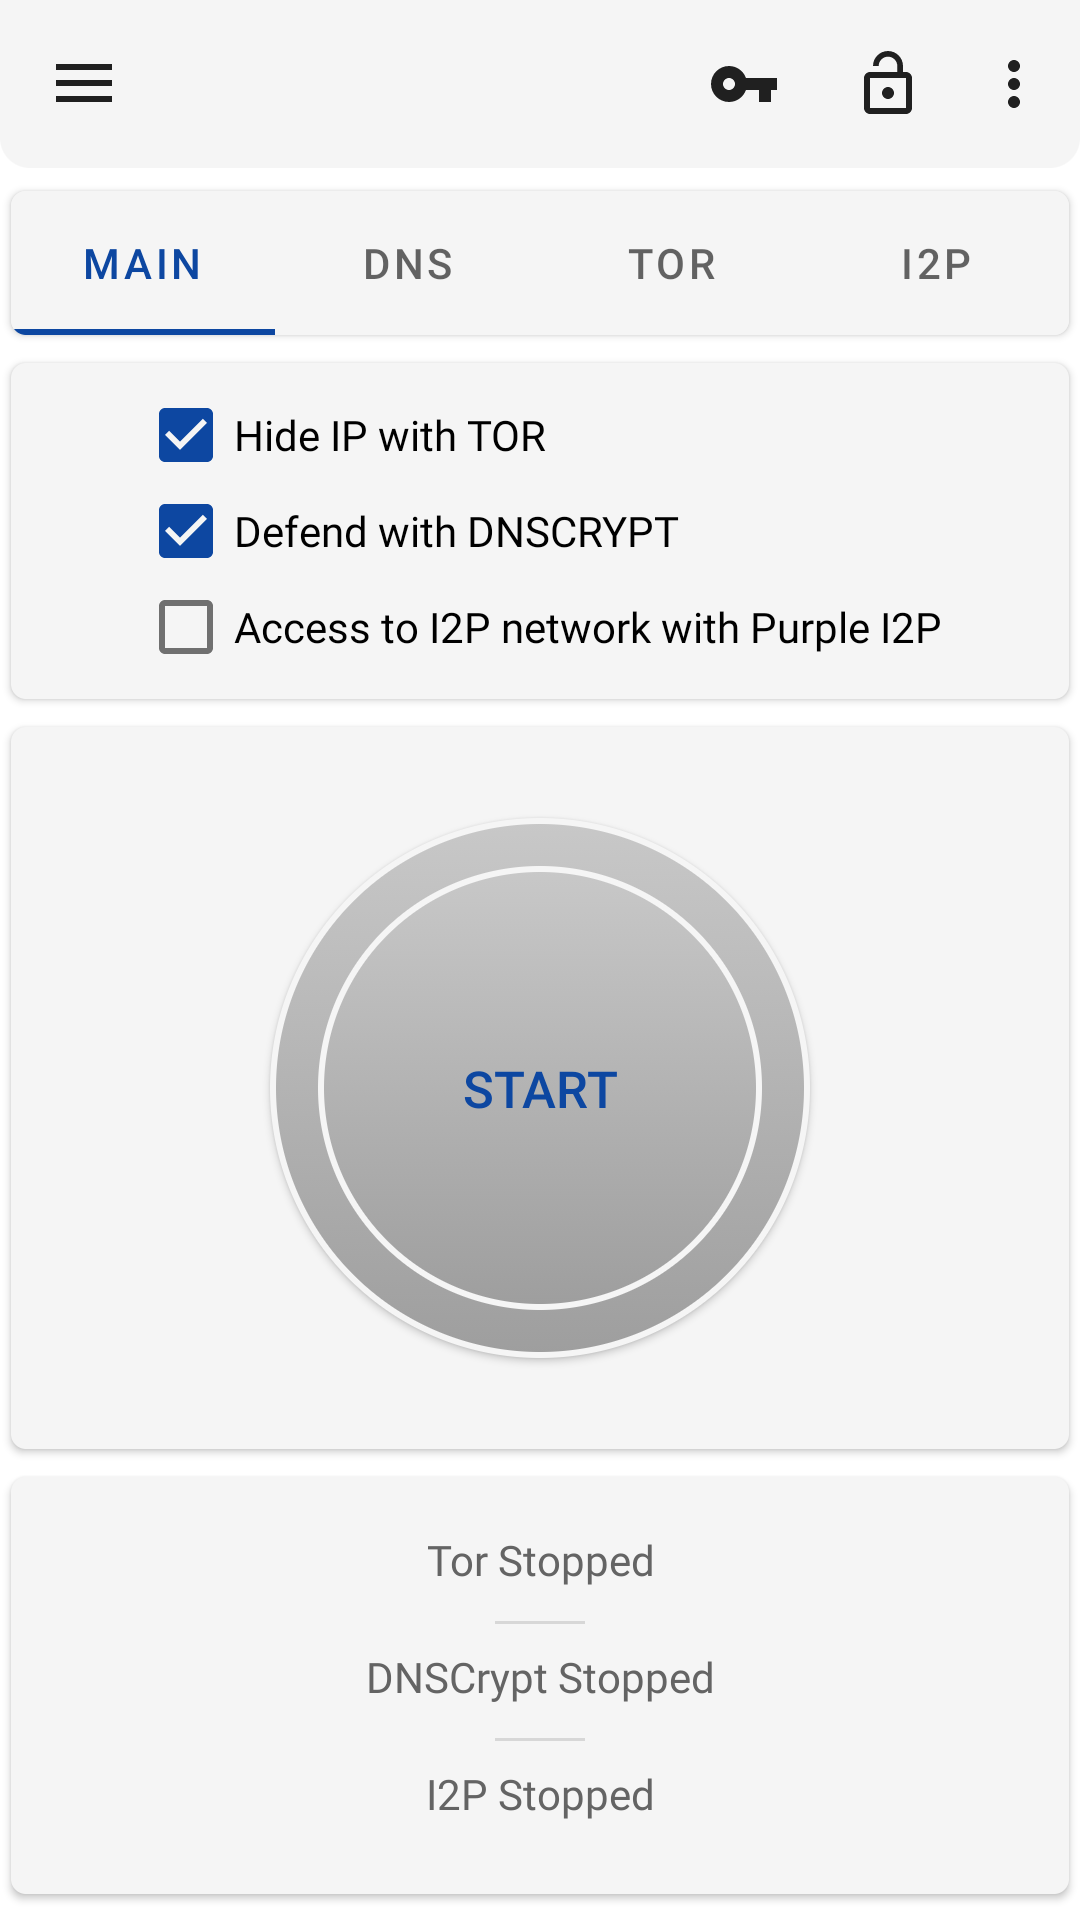 MAIN
DNS
TOR
I2P
Hide IP with TOR
Defend with DNSCRYPT
Access to I2P network with Purple I2P
START
Tor Stopped
DNSCrypt Stopped
I2P Stopped